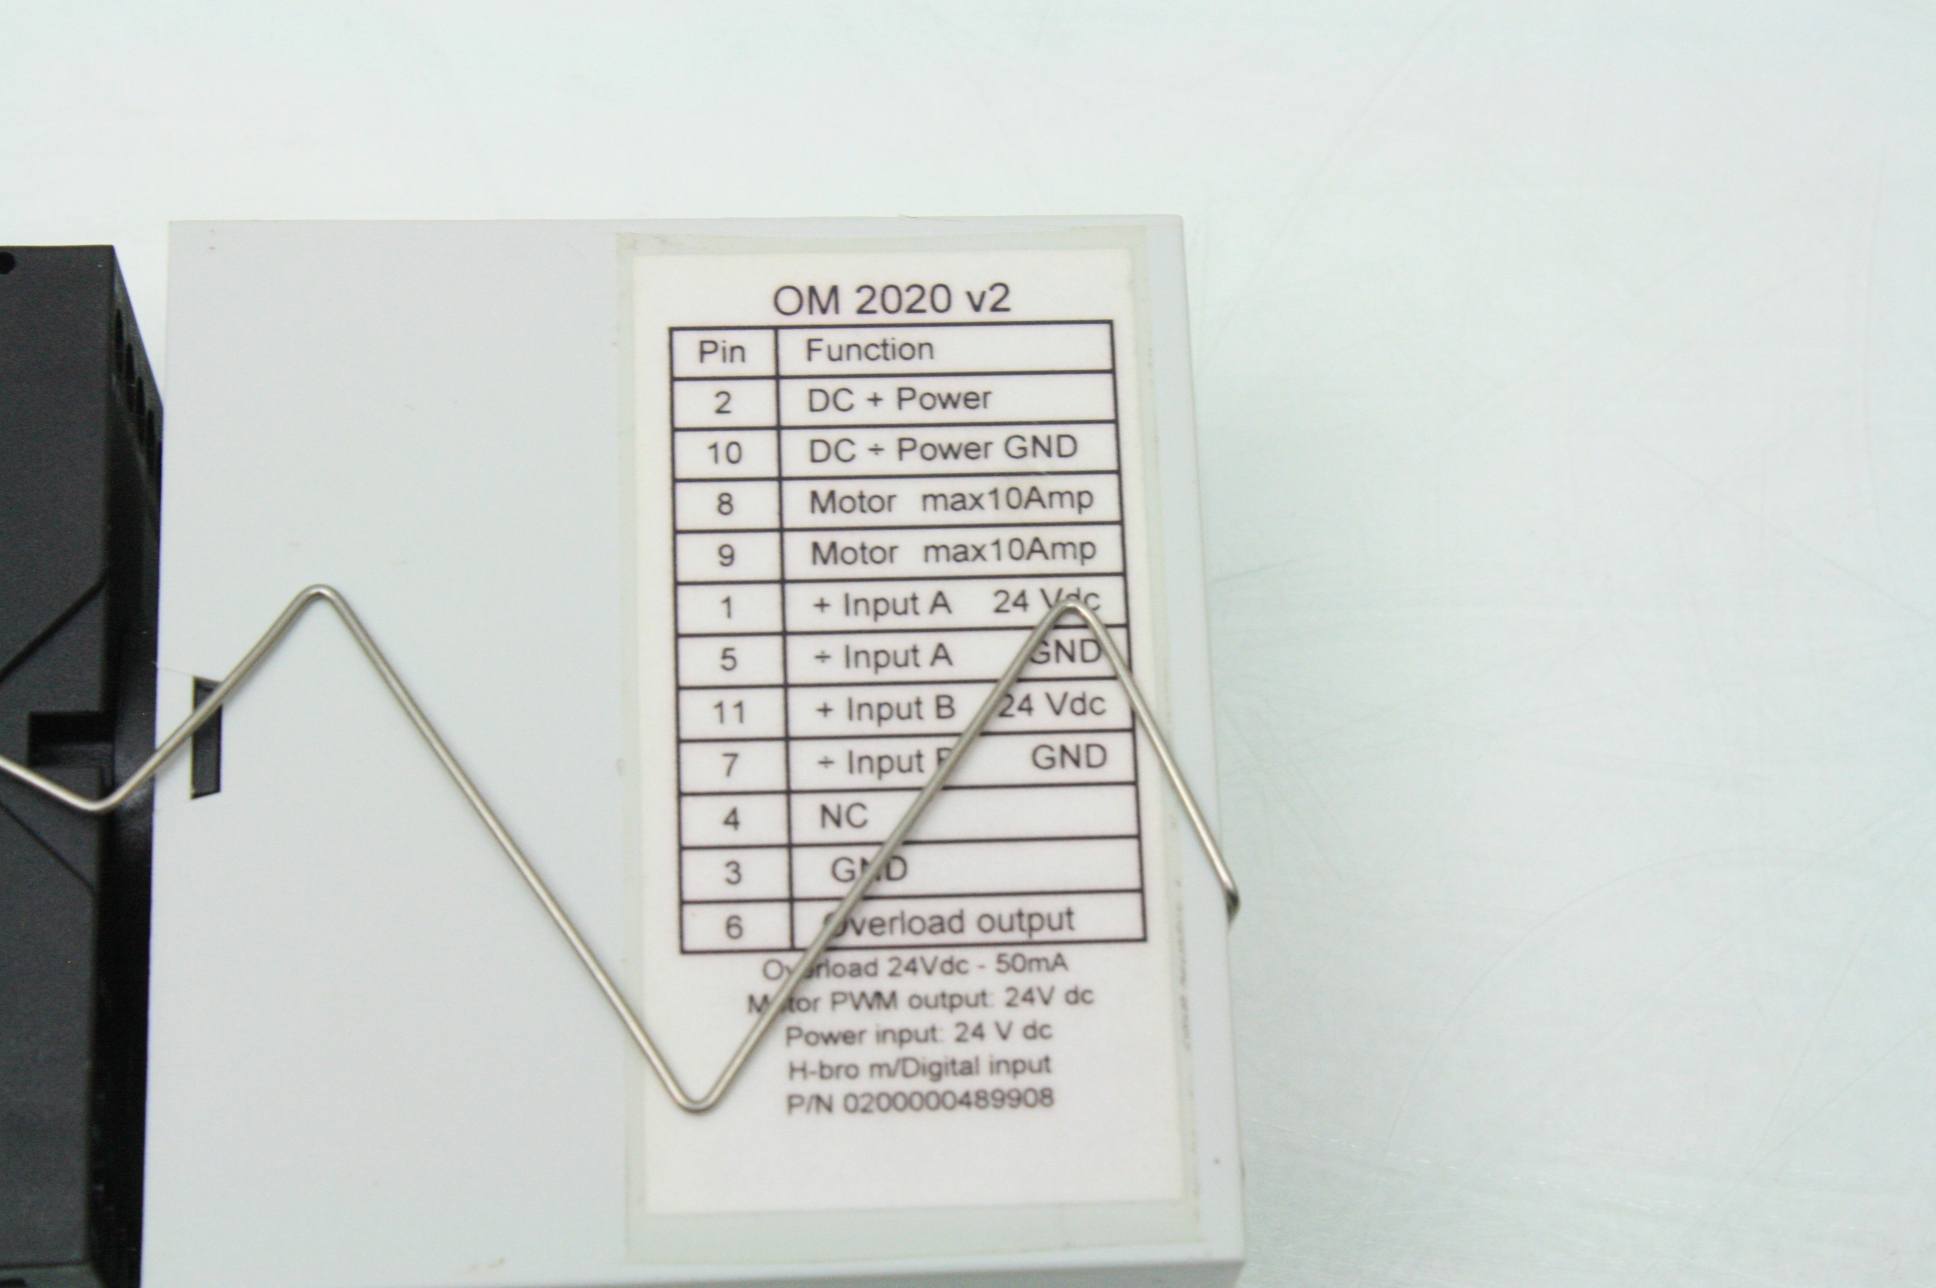 OM 2020 v2
Pin Function
2 DC + Power
10 DC ÷ Power GND
8 Motor max10Amp
9 Motor max10Amp
1 + Input A 24 Vdc
5 ÷ Input A GND
11 + Input B 24 Vdc
7 ÷ Input B GND
4 NC
3 GND
6 Overload output
Overload 24Vdc - 50mA
Motor PWM output: 24V dc
Power input: 24 V dc
H-bro m/Digital input
P/N 0200000489908